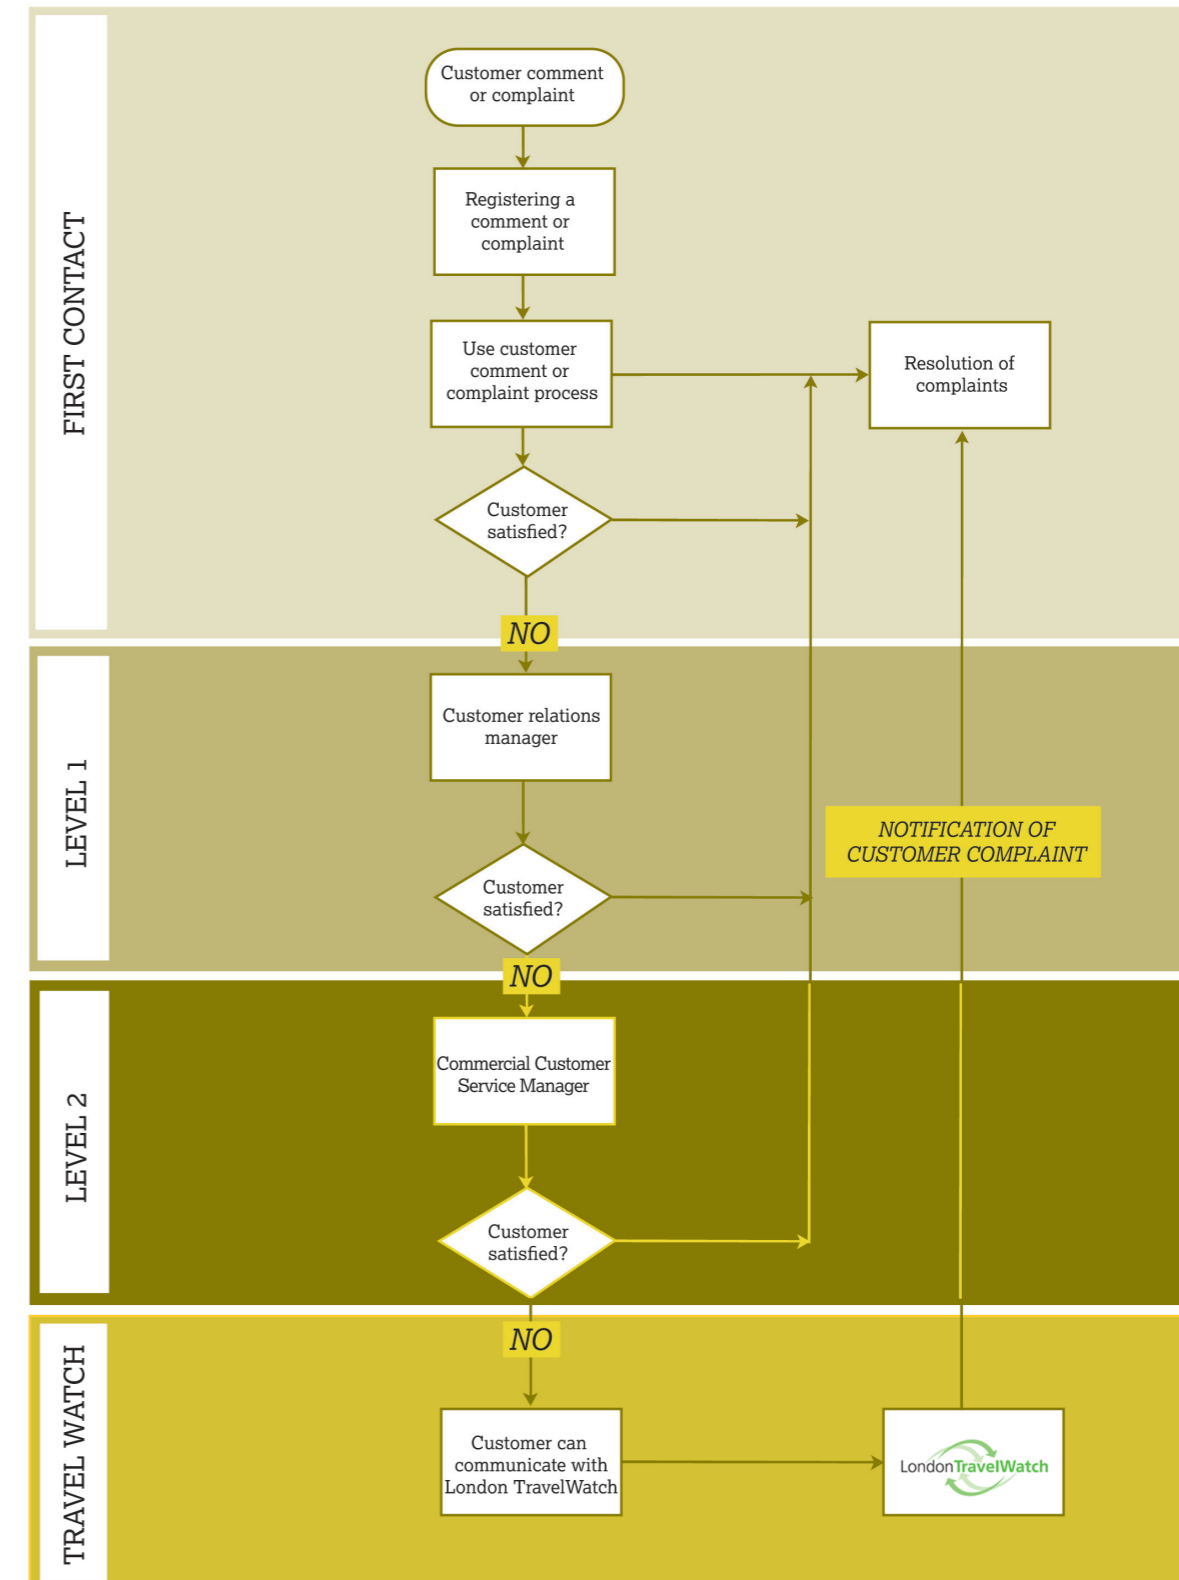 FIRST CONTACT
Customer comment
or complaint
Registering a
comment or
complaint
Use customer
comment or
complaint process
Resolution of
complaints
Customer
satisfied?
NO
LEVEL 1
Customer relations
manager
NOTIFICATION OF
CUSTOMER COMPLAINT
Customer
satisfied?
NO
LEVEL 2
Commercial Customer
Service Manager
Customer
satisfied?
NO
TRAVEL WATCH
Customer can
communicate with
London TravelWatch
LondonTravelWatch